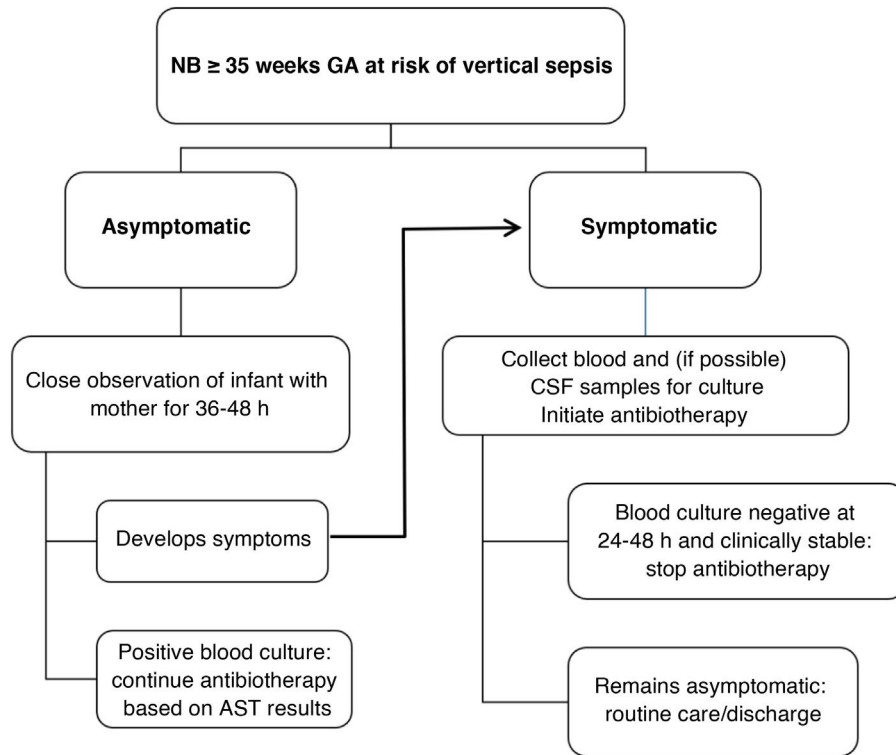 NB ≥ 35 weeks GA at risk of vertical sepsis
Asymptomatic
Symptomatic
Close observation of infant with
mother for 36-48 h
Collect blood and (if possible)
CSF samples for culture
Initiate antibiotherapy
Develops symptoms
Blood culture negative at
24-48 h and clinically stable:
stop antibiotherapy
Positive blood culture:
continue antibiotherapy
based on AST results
Remains asymptomatic:
routine care/discharge